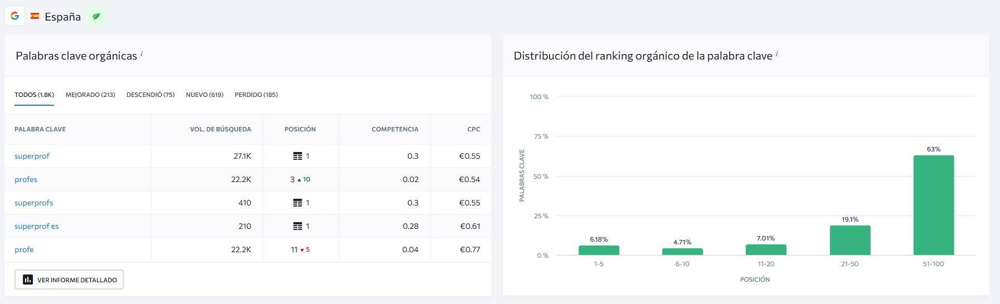 España
Palabras clave orgánicas i
TODOS (1.8K) MEJORADO (213) DESCENDIÓ (75) NUEVO (619) PERDIDO (185)
PALABRA CLAVE VOL. DE BÚSQUEDA POSICIÓN COMPETENCIA CPC
superprof 27.1K 1 0.3 €0.55
profes 22.2K 3 ▲ 10 0.02 €0.54
superprofs 410 1 0.3 €0.55
superprof es 210 1 0.28 €0.61
profe 22.2K 11 ▼ 5 0.04 €0.77
VER INFORME DETALLADO
Distribución del ranking orgánico de la palabra clave i
PALABRAS CLAVE
100 %
75 %
50 %
25 %
0 %
6.18%
4.71%
7.01%
19.1%
63%
1-5 6-10 11-20 21-50 51-100
POSICIÓN